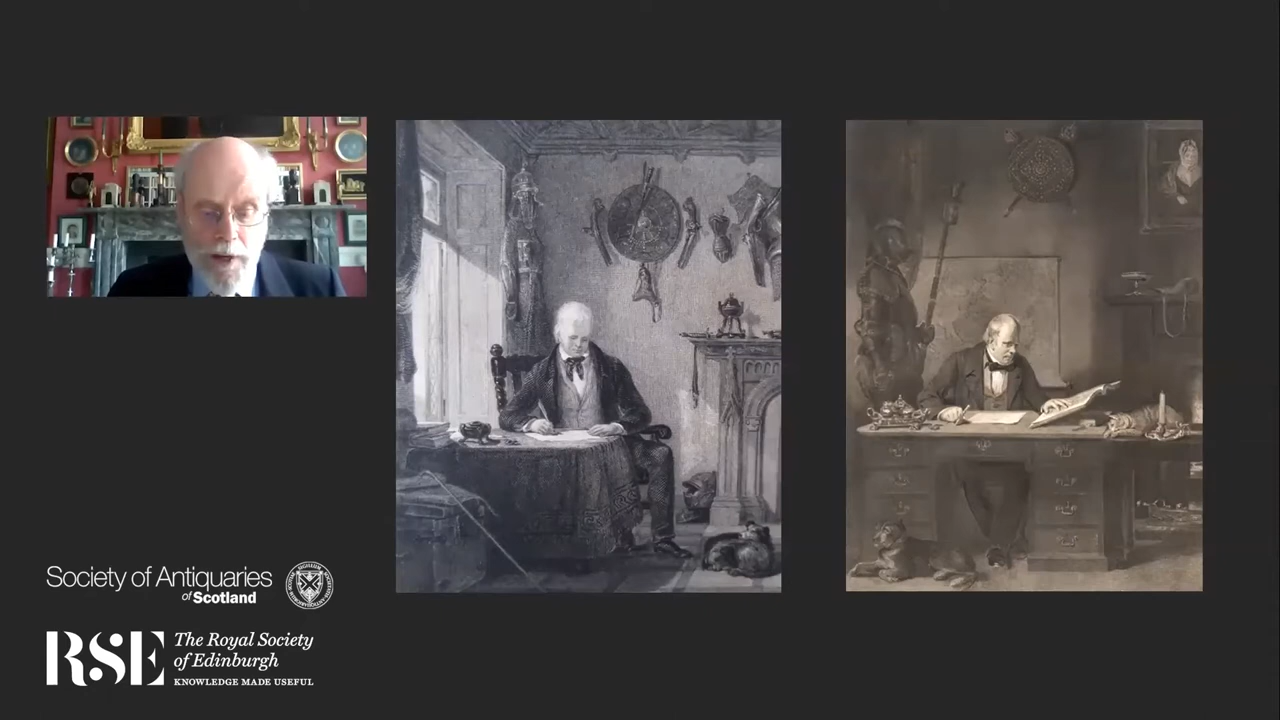 Society of Antiquaries
of Scotland
RSE
The Royal Society
of Edinburgh
KNOWLEDGE MADE USEFUL